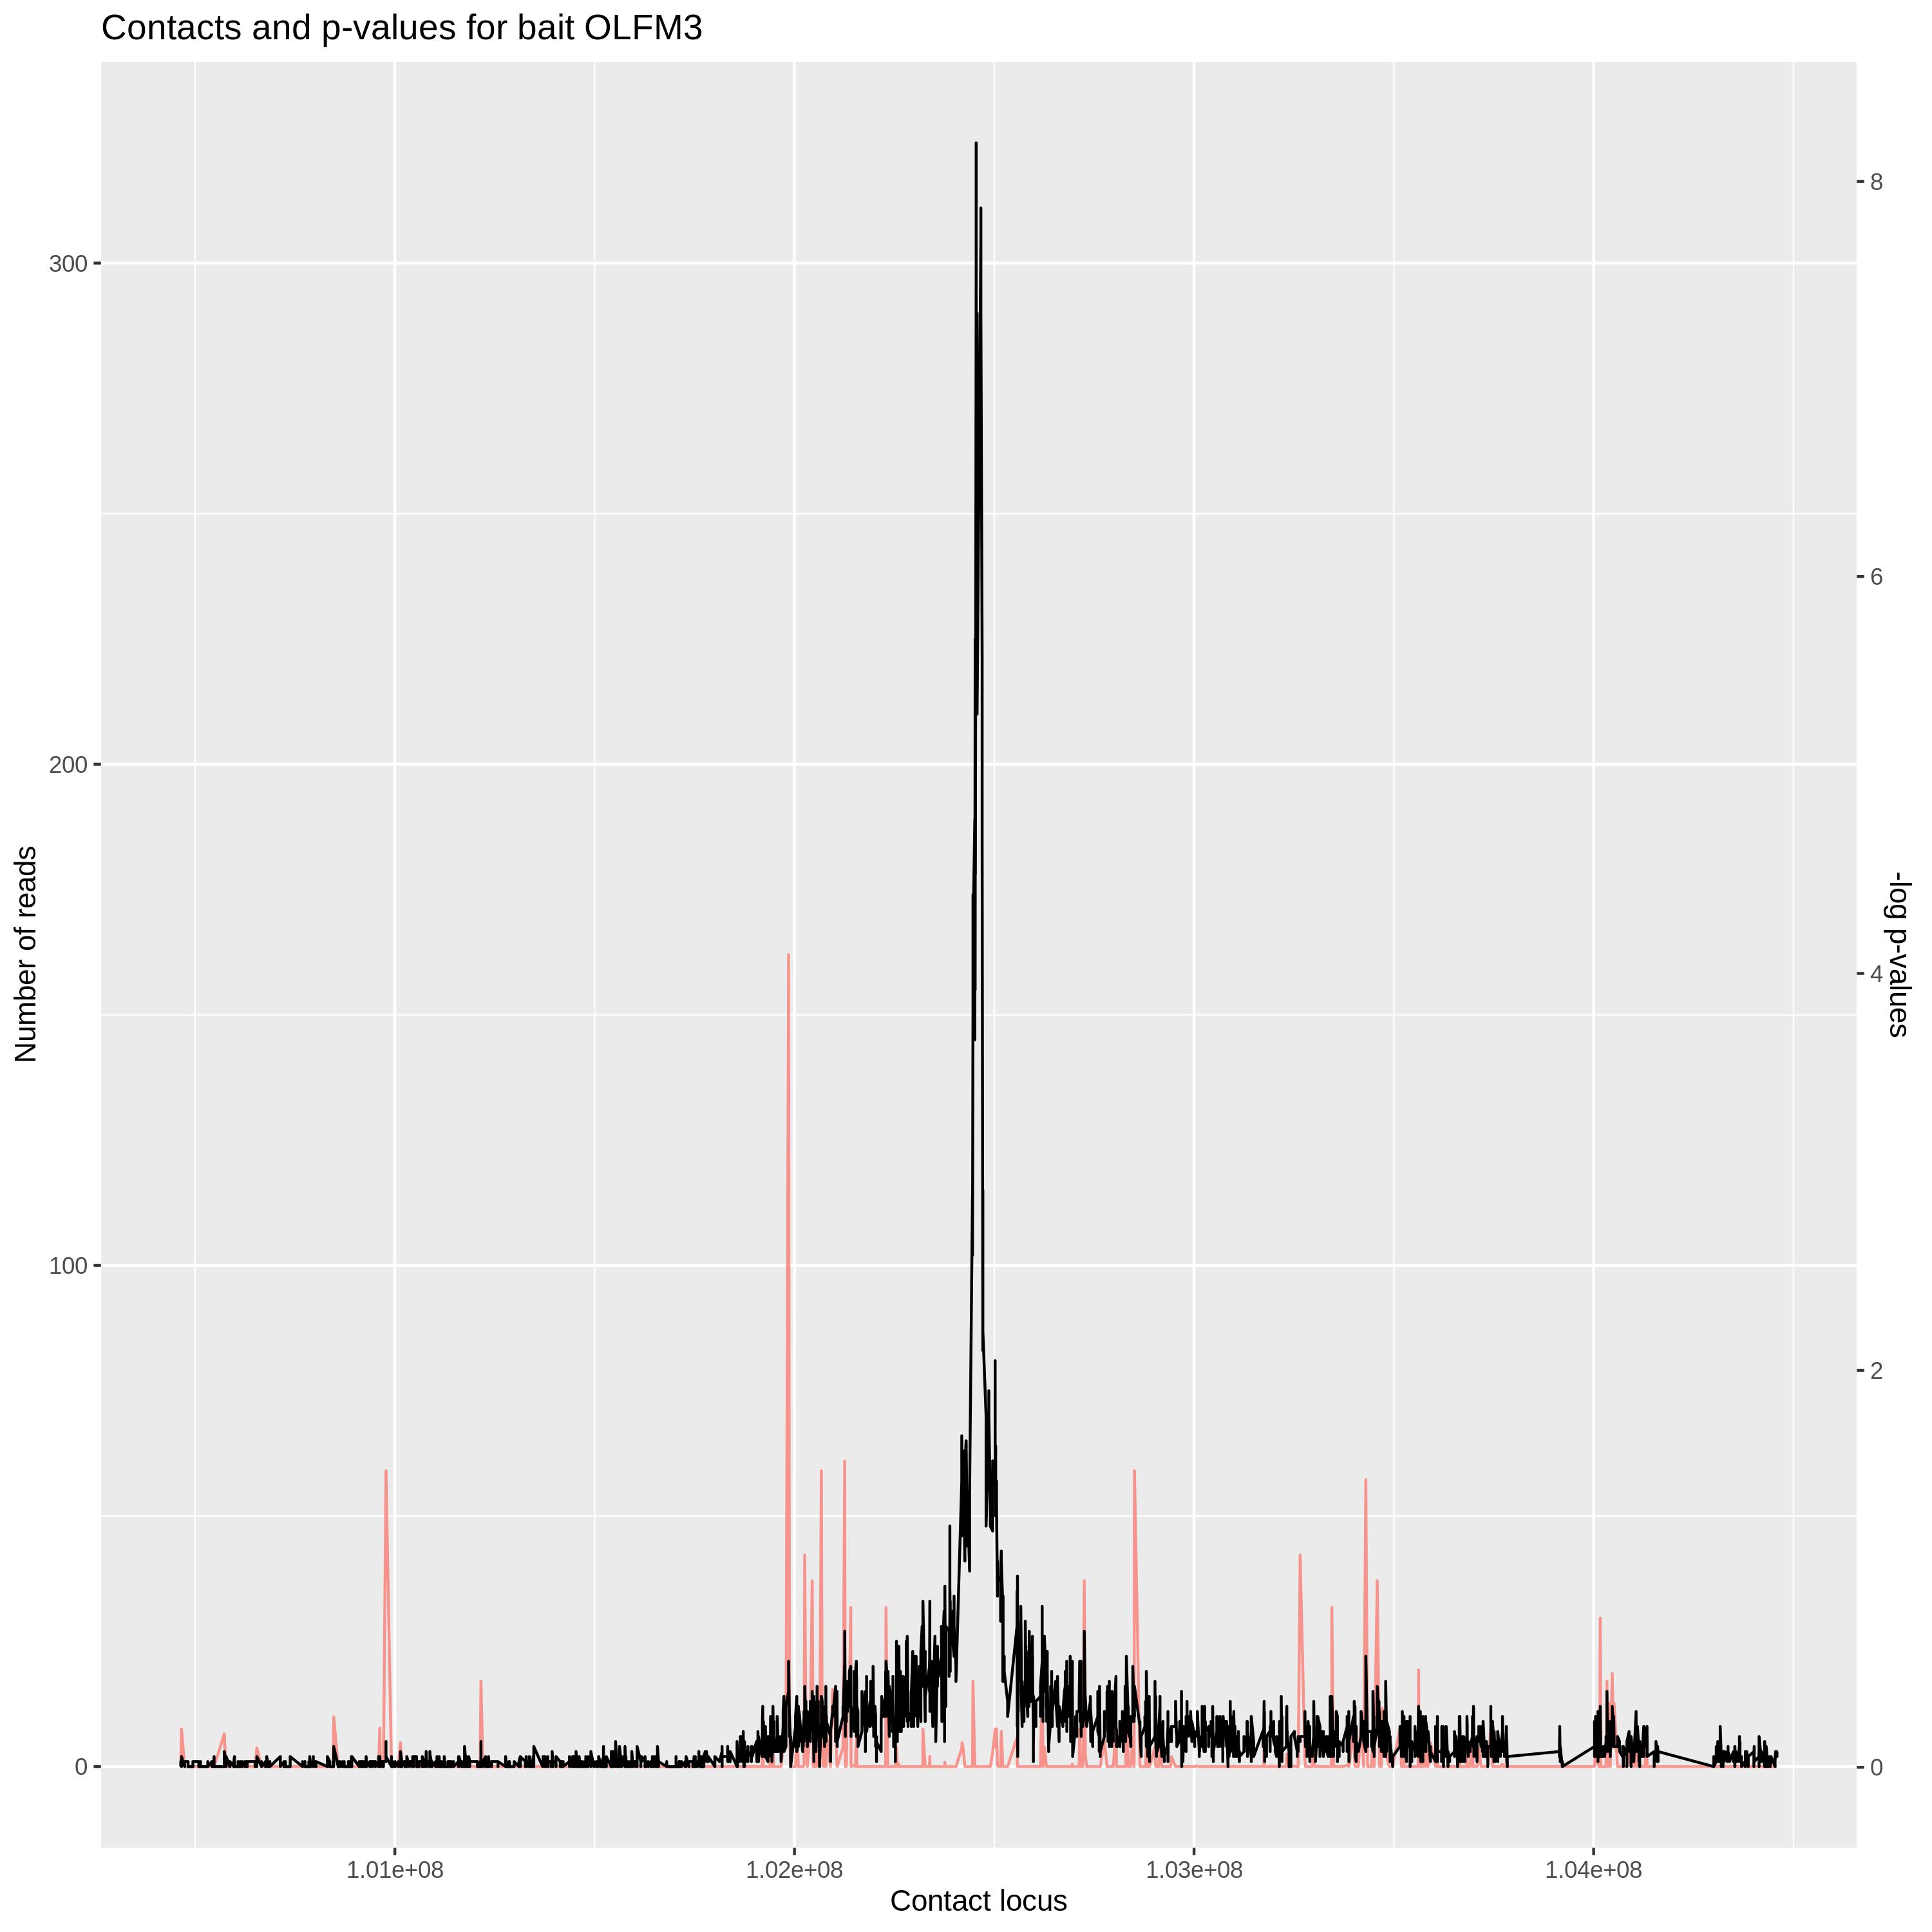 Contacts and p-values for bait OLFM3
300
200
100
0
Number of reads
8
6
4
2
0
-log p-values
1.01e+08
1.02e+08
1.03e+08
1.04e+08
Contact locus